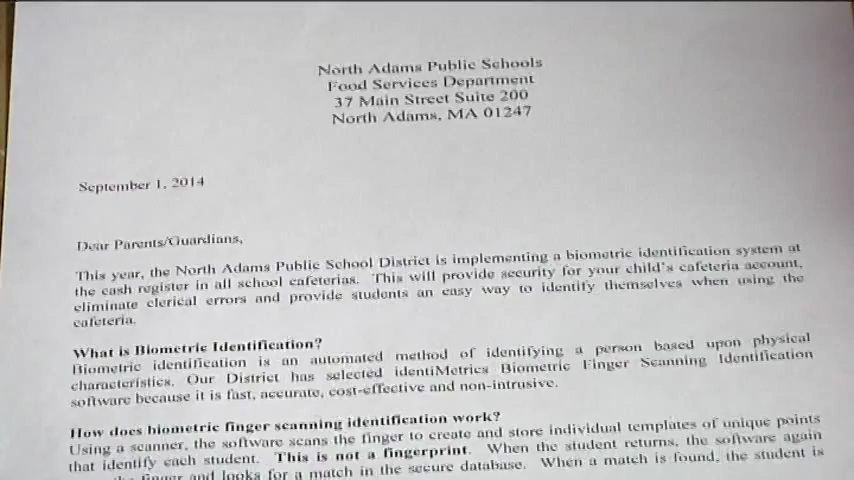 North Adams Public Schools
Food Services Department
37 Main Street Suite 200
North Adams, MA 01247
September 1, 2014
Dear Parents/Guardians,
This year, the North Adams Public School District is implementing a biometric identification system at
the cash register in all school cafeterias. This will provide security for your child's cafeteria account,
eliminate clerical errors and provide students an easy way to identify themselves when using the
cafeteria.
What is Biometric Identification?
Biometric identification is an automated method of identifying a person based upon physical
characteristics. Our District has selected identiMetrics Biometric Finger Scanning Identification
software because it is fast, accurate, cost-effective and non-intrusive.
How does biometric finger scanning identification work?
Using a scanner, the software scans the finger to create and store individual templates of unique points
that identify each student. This is not a fingerprint. When the student returns, the software again
the finger and looks for a match in the secure database. When a match is found, the student is